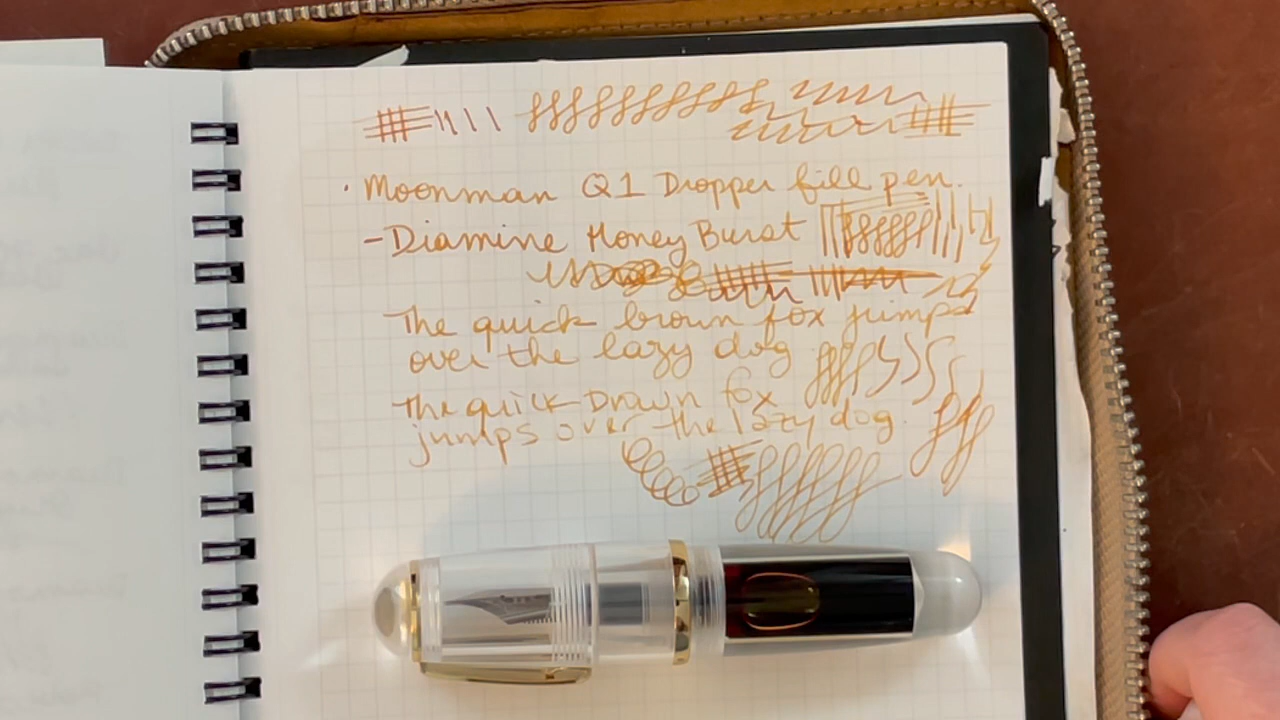 · Moonman Q1 Dropper fill pen.
- Diamine Honey Burst
The quick brown fox jumps
over the lazy dog
The quick brown fox
jumps over the lazy dog.